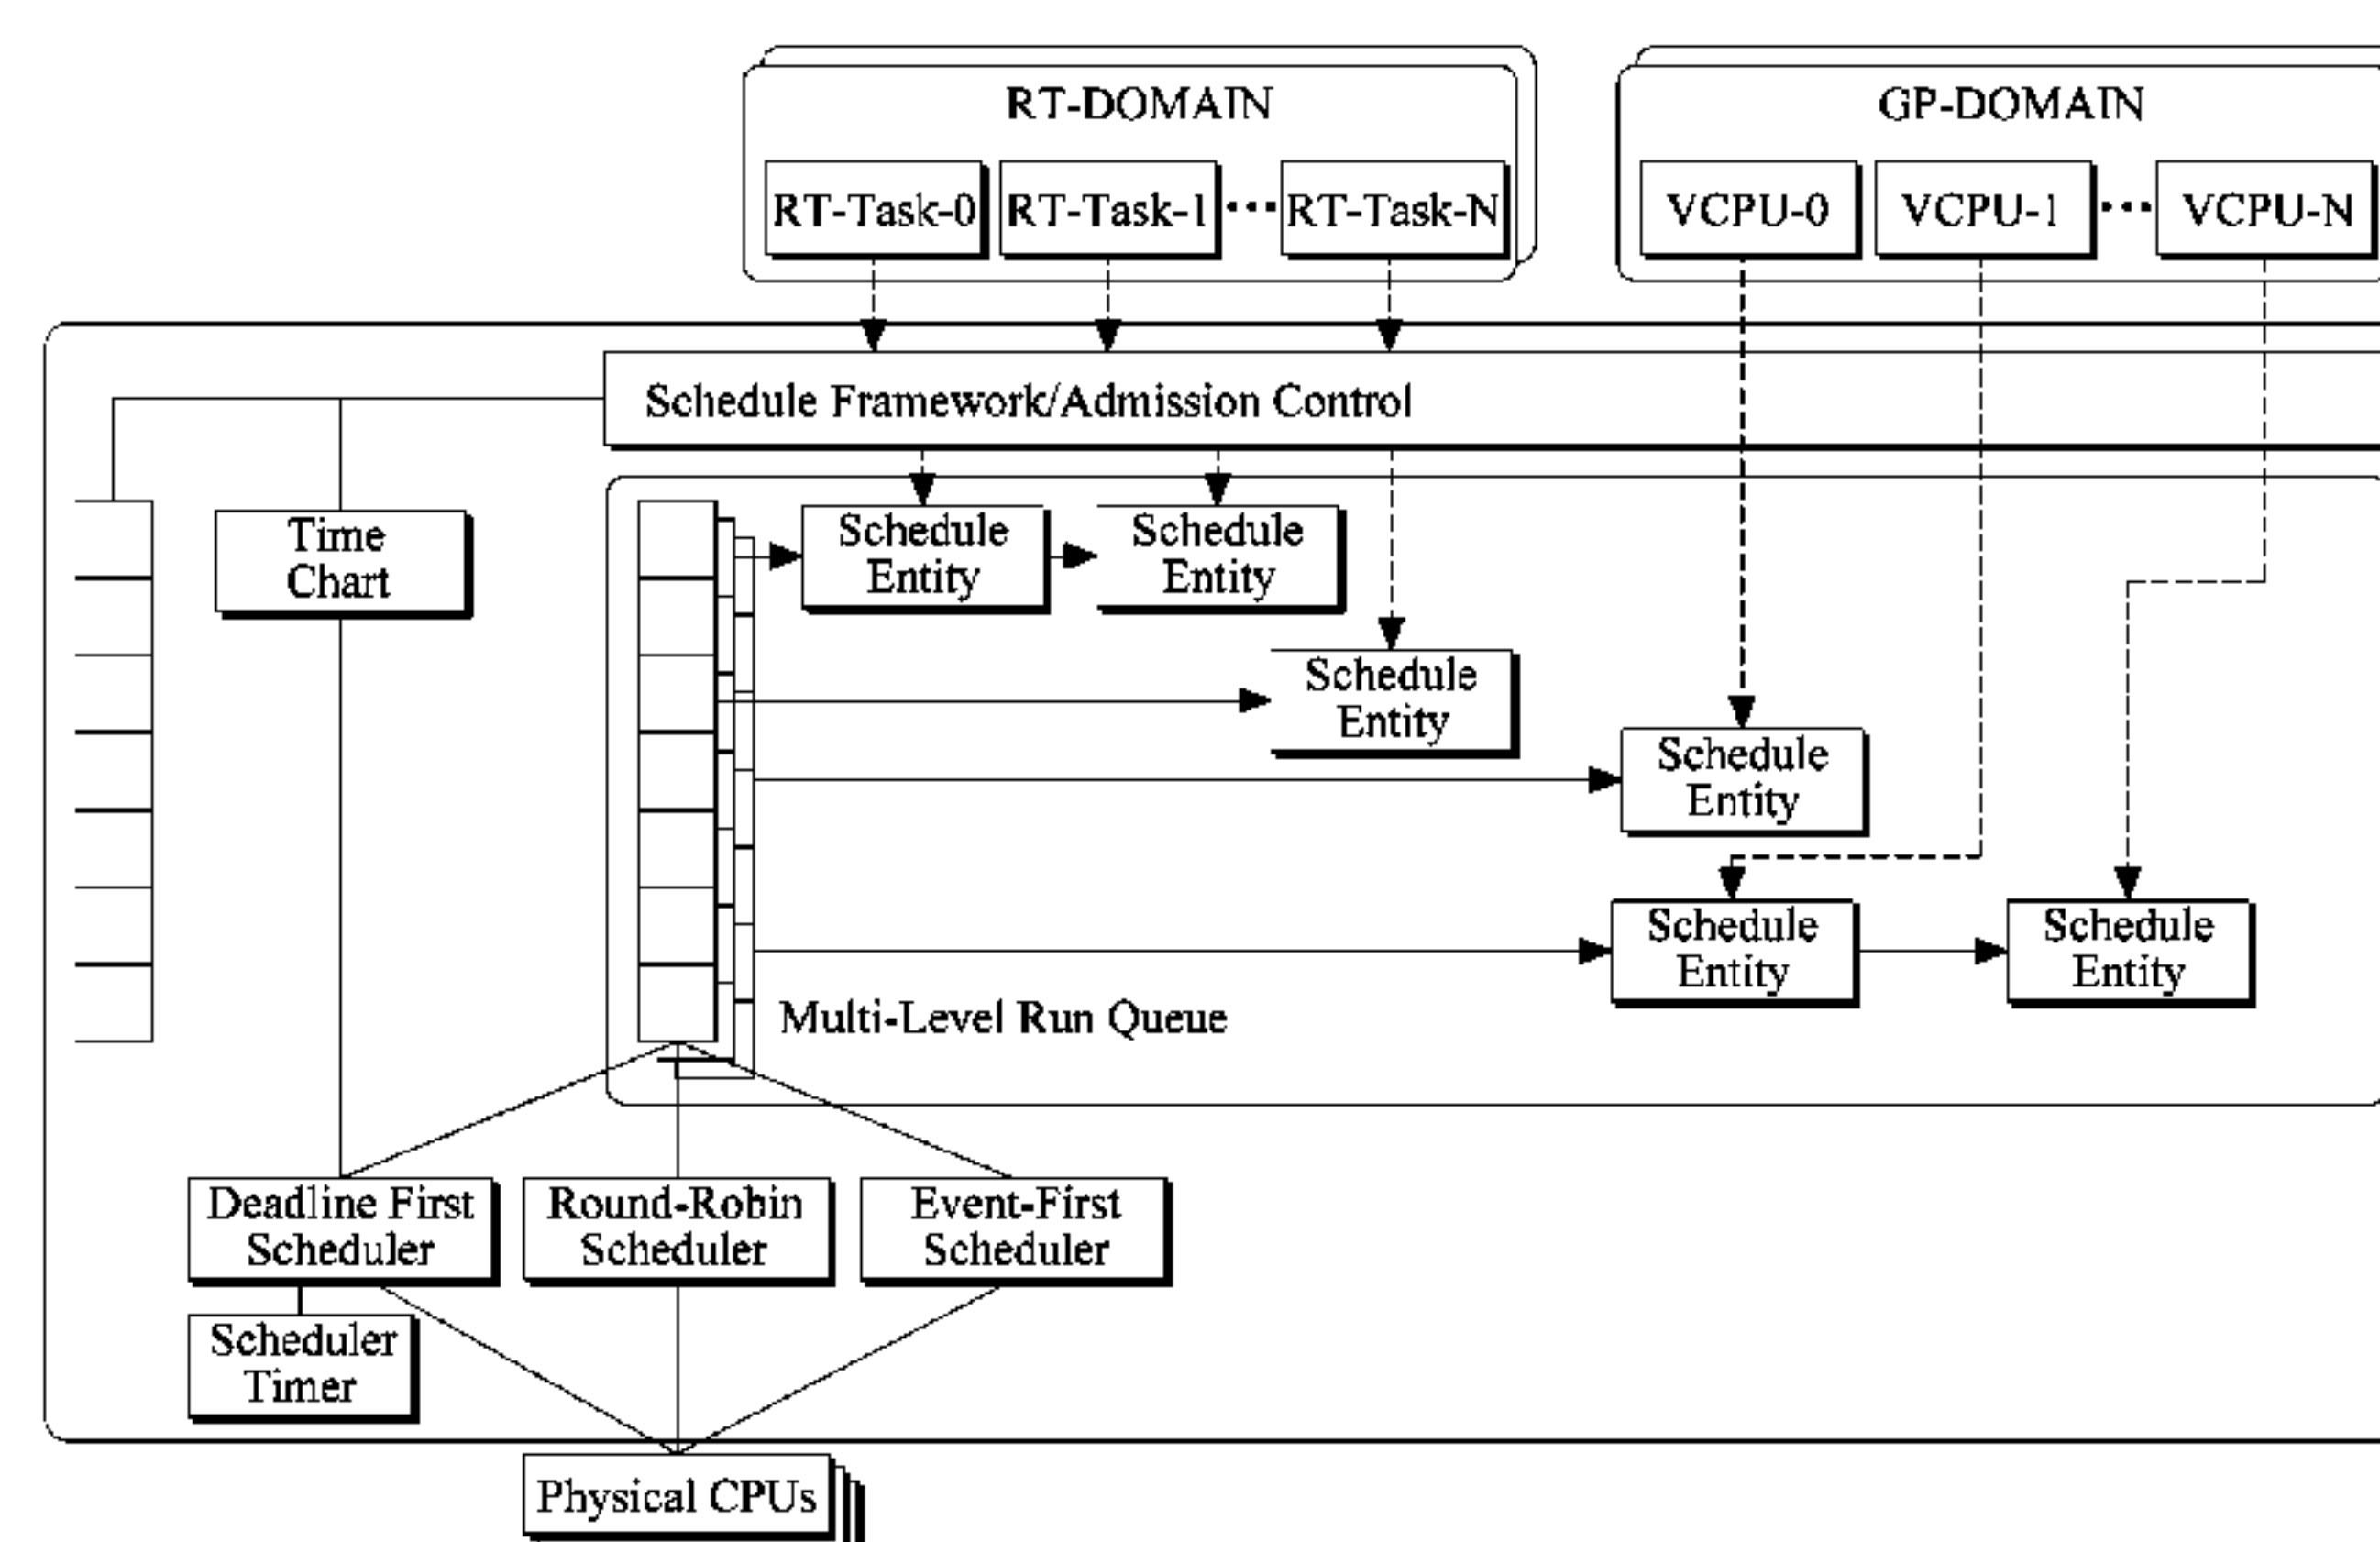 RT-DOMAIN
GP-DOMAIN
RT-Task-0
RT-Task-1
•••
RT-Task-N
VCPU-0
VCPU-1
•••
VCPU-N
Schedule Framework/Admission Control
Time
Chart
Schedule
Entity
Schedule
Entity
Schedule
Entity
Schedule
Entity
Schedule
Entity
Schedule
Entity
Multi-Level Run Queue
Deadline First
Scheduler
Round-Robin
Scheduler
Event-First
Scheduler
Scheduler
Timer
Physical CPUs